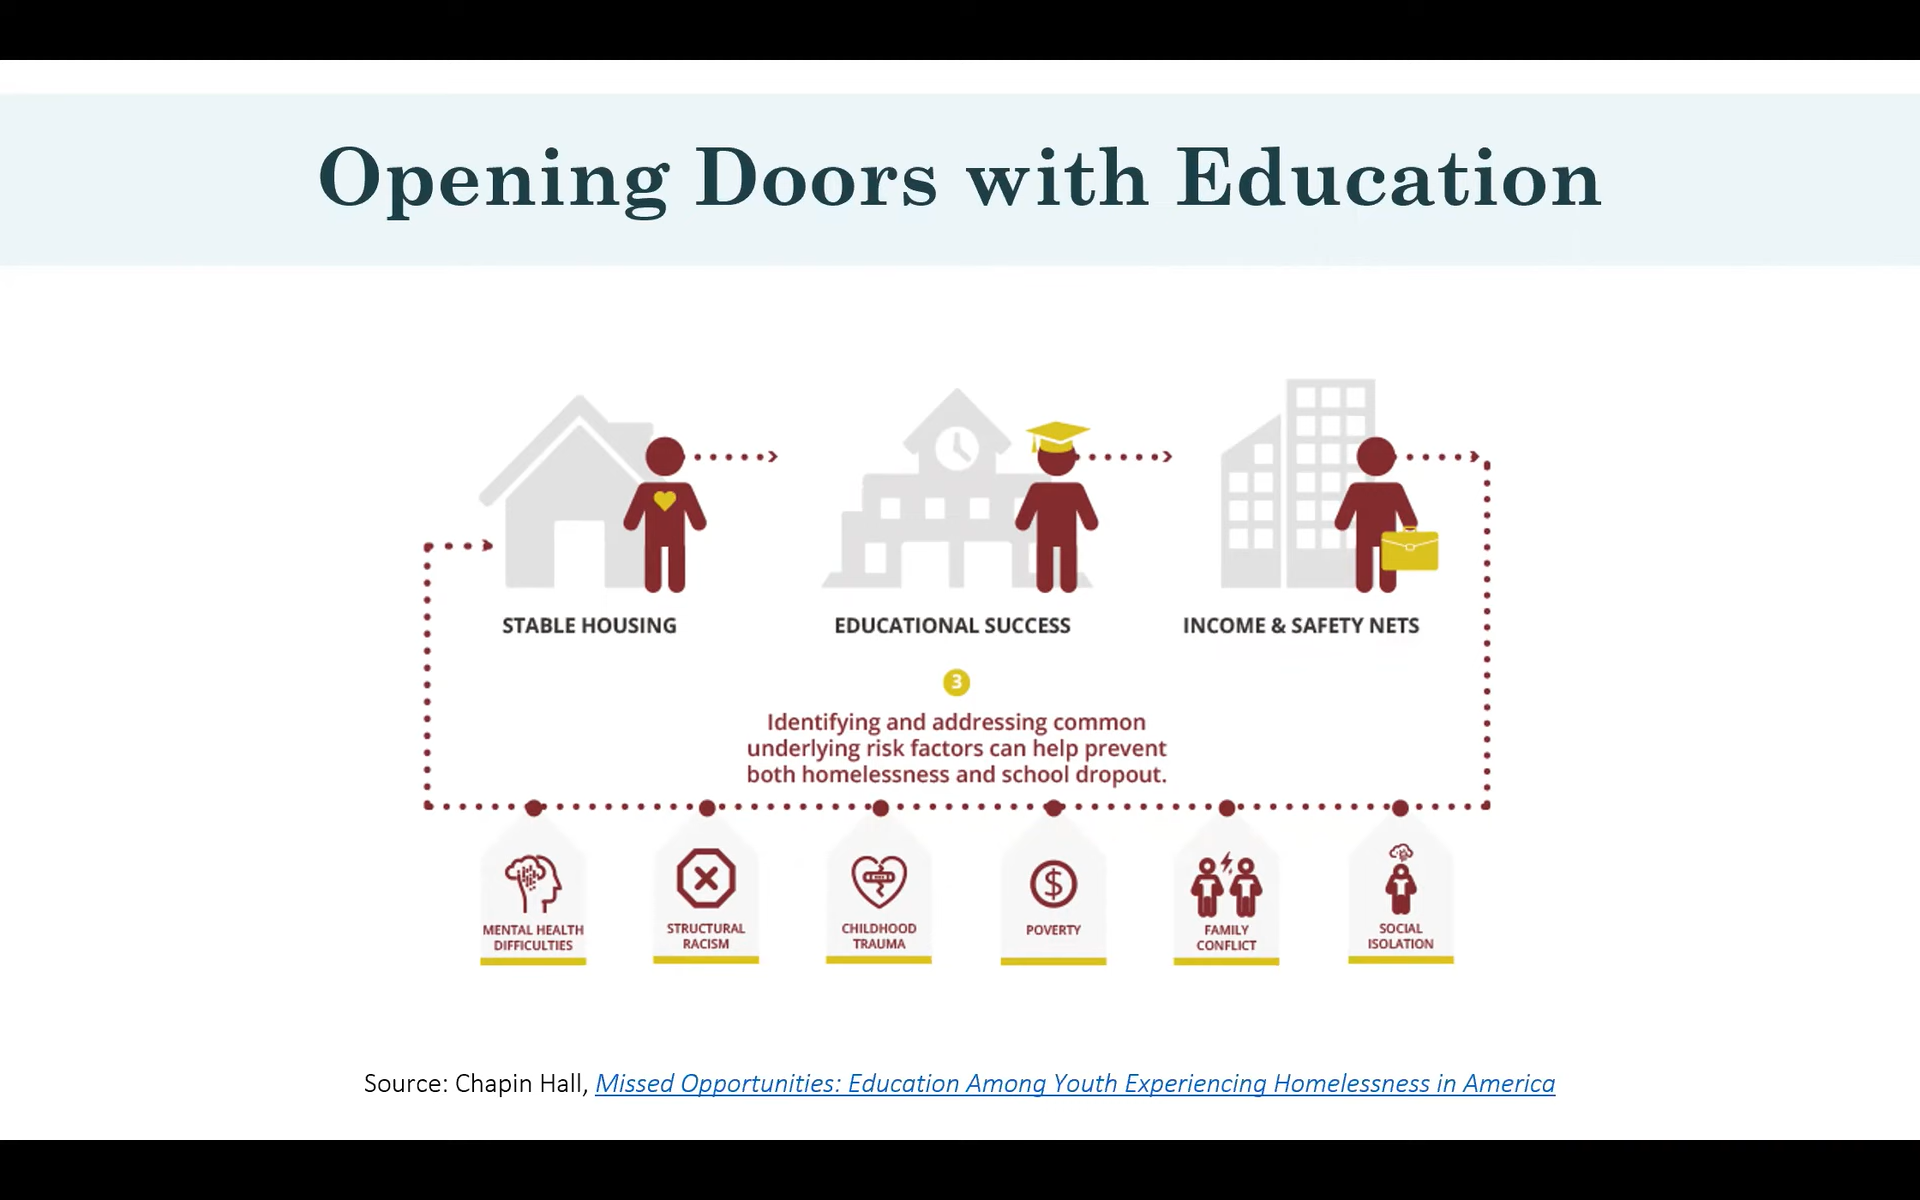 Opening Doors with Education
STABLE HOUSING
EDUCATIONAL SUCCESS
INCOME & SAFETY NETS
3
Identifying and addressing common
underlying risk factors can help prevent
both homelessness and school dropout.
MENTAL HEALTH
DIFFICULTIES
STRUCTURAL
RACISM
CHILDHOOD
TRAUMA
$
POVERTY
FAMILY
CONFLICT
SOCIAL
ISOLATION
Source: Chapin Hall, Missed Opportunities: Education Among Youth Experiencing Homelessness in America